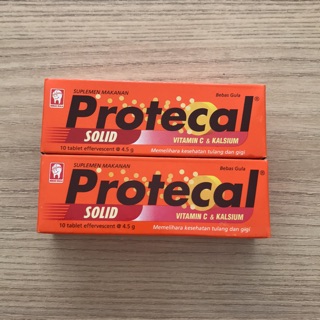 SUPLEMEN MAKANAN
Bebas Gula
Protecal®
SOLID
VITAMIN C & KALSIUM
10 tablet effervescent @ 4,5 g
Memelihara kesehatan tulang dan gigi
SUPLEMEN MAKANAN
Bebas Gula
Protecal®
SOLID
VITAMIN C & KALSIUM
10 tablet effervescent @ 4,5 g
Memelihara kesehatan tulang dan gigi